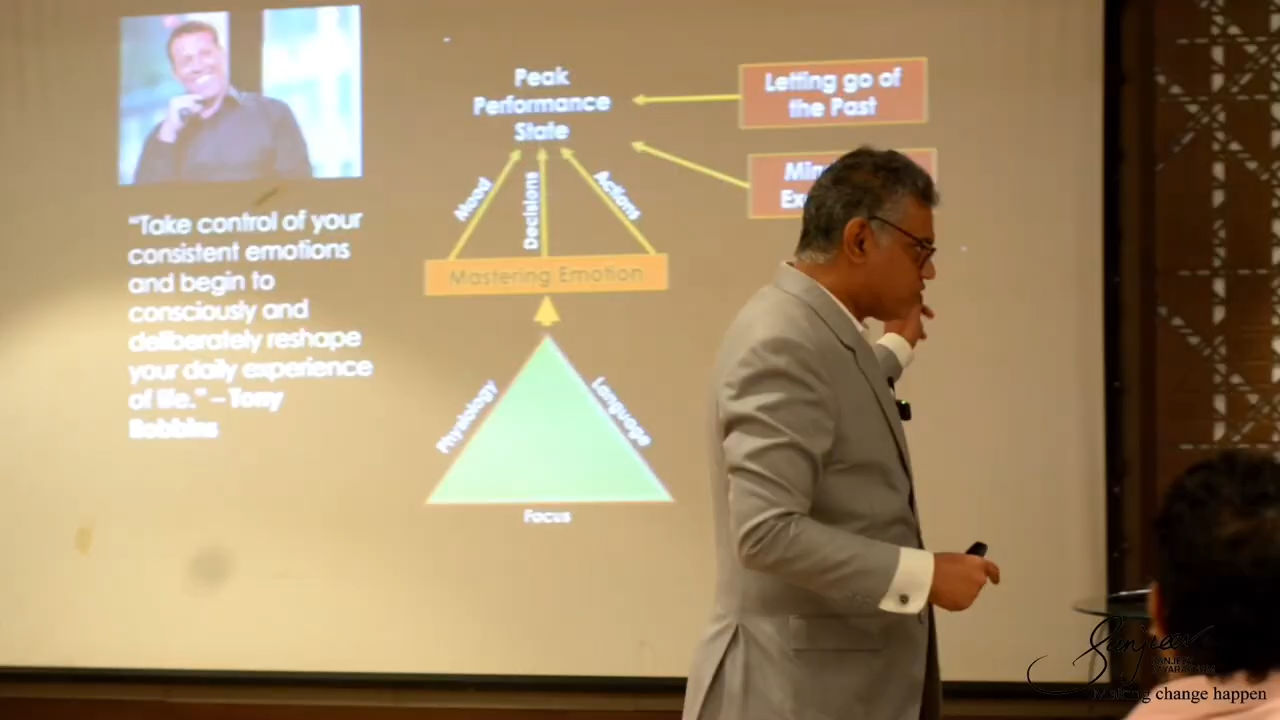 "Take control of your
consistent emotions
and begin to
consciously and
deliberately reshape
your daily experience
of life." – Tony
Robbins
Peak
Performance
State
Letting go of
the Past
Mood
Decisions
Actions
Mastering Emotion
Physiology
Language
Focus
Making change happen